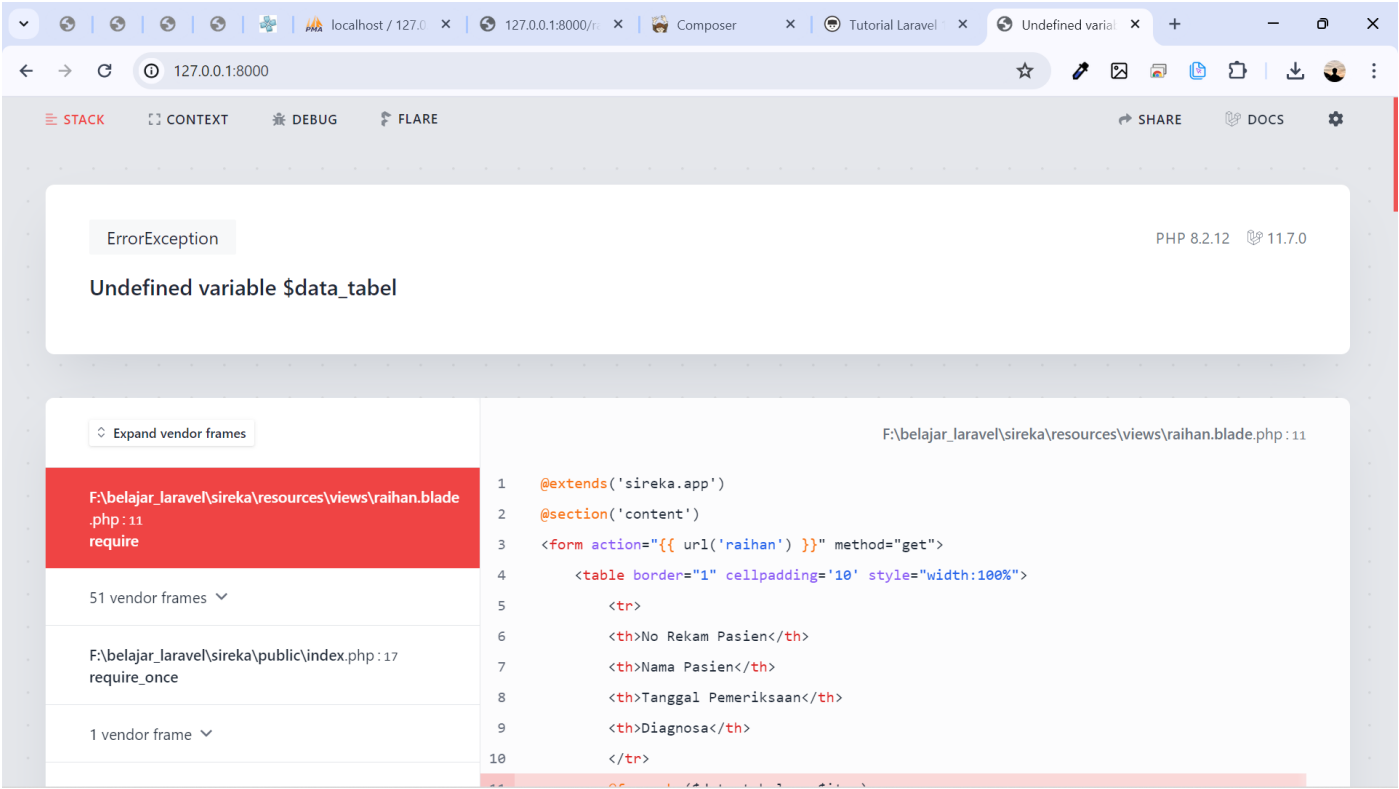 localhost / 127.0
127.0.0.1:8000/r
Composer
Tutorial Laravel
Undefined varia
127.0.0.1:8000
STACK
CONTEXT
DEBUG
FLARE
SHARE
DOCS
ErrorException
PHP 8.2.12
11.7.0
Undefined variable $data_tabel
Expand vendor frames
F:\belajar_laravel\sireka\resources\views\raihan.blade
.php : 11
require
51 vendor frames
F:\belajar_laravel\sireka\public\index.php : 17
require_once
1 vendor frame
F:\belajar_laravel\sireka\resources\views\raihan.blade.php : 11
1 @extends('sireka.app')
2 @section('content')
3 <form action="{{ url('raihan') }}" method="get">
4 <table border="1" cellpadding='10' style="width:100%">
5 <tr>
6 <th>No Rekam Pasien</th>
7 <th>Nama Pasien</th>
8 <th>Tanggal Pemeriksaan</th>
9 <th>Diagnosa</th>
10 </tr>